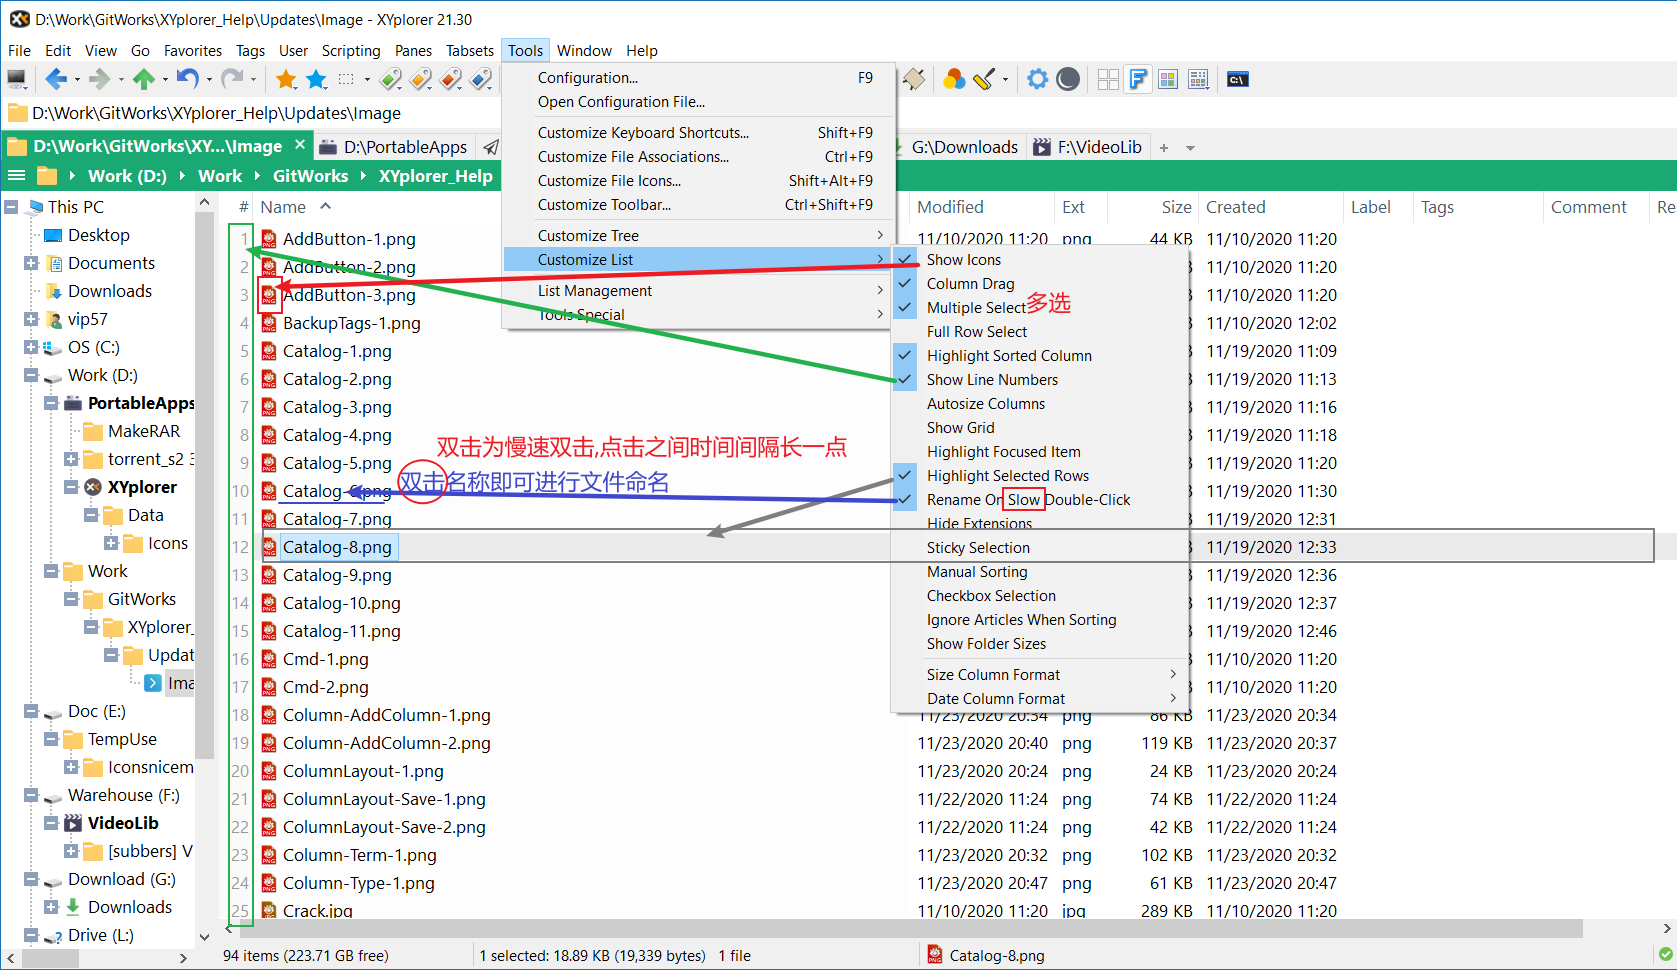 D:\Work\GitWorks\XYplorer_Help\Updates\Image - XYplorer 21.30
File Edit View Go Favorites Tags User Scripting Panes Tabsets Tools Window Help
D:\Work\GitWorks\XYplorer_Help\Updates\Image
D:\Work\GitWorks\XY...\Image × D:\PortableApps G:\Downloads F:\VideoLib
Work (D:) Work GitWorks XYplorer_Help
Configuration... F9
Open Configuration File...
Customize Keyboard Shortcuts... Shift+F9
Customize File Associations... Ctrl+F9
Customize File Icons... Shift+Alt+F9
Customize Toolbar... Ctrl+Shift+F9
Customize Tree
Customize List
List Management
Tools Special
Show Icons
Column Drag
Multiple Select 多选
Full Row Select
Highlight Sorted Column
Show Line Numbers
Autosize Columns
Show Grid
Highlight Focused Item
Highlight Selected Rows
Rename On Slow Double-Click
Hide Extensions
Sticky Selection
Manual Sorting
Checkbox Selection
Ignore Articles When Sorting
Show Folder Sizes
Size Column Format
Date Column Format
双击为慢速双击,点击之间时间间隔长一点
双击名称即可进行文件命名
This PC
Desktop
Documents
Downloads
vip57
OS (C:)
Work (D:)
PortableApps
MakeRAR
torrent_s2
XYplorer
Data
Icons
Work
GitWorks
XYplorer_
Updat
Ima
Doc (E:)
TempUse
Iconsnicem
Warehouse (F:)
VideoLib
[subbers] V
Download (G:)
Downloads
Drive (L:)
# Name Modified Ext Size Created Label Tags Comment Re
1 AddButton-1.png 11/10/2020 11:20 png 44 KB 11/10/2020 11:20
2 AddButton-2.png 11/10/2020 11:20
3 AddButton-3.png 11/10/2020 11:20
4 BackupTags-1.png 11/10/2020 12:02
5 Catalog-1.png 11/19/2020 11:09
6 Catalog-2.png 11/19/2020 11:13
7 Catalog-3.png 11/19/2020 11:16
8 Catalog-4.png 11/19/2020 11:18
9 Catalog-5.png 11/19/2020 11:20
10 Catalog-6.png 11/19/2020 11:20
11 Catalog-7.png 11/19/2020 12:31
12 Catalog-8.png 11/19/2020 12:33
13 Catalog-9.png 11/19/2020 12:36
14 Catalog-10.png 11/19/2020 12:37
15 Catalog-11.png 11/19/2020 12:46
16 Cmd-1.png 11/10/2020 11:20
17 Cmd-2.png 11/10/2020 11:20
18 Column-AddColumn-1.png 11/23/2020 20:34 png 86 KB 11/23/2020 20:34
19 Column-AddColumn-2.png 11/23/2020 20:40 png 119 KB 11/23/2020 20:37
20 ColumnLayout-1.png 11/23/2020 20:24 png 24 KB 11/23/2020 20:24
21 ColumnLayout-Save-1.png 11/22/2020 11:24 png 74 KB 11/22/2020 11:24
22 ColumnLayout-Save-2.png 11/22/2020 11:24 png 42 KB 11/22/2020 11:24
23 Column-Term-1.png 11/23/2020 20:32 png 102 KB 11/23/2020 20:32
24 Column-Type-1.png 11/23/2020 20:47 png 61 KB 11/23/2020 20:47
25 Crack.jpg 11/10/2020 11:20 jpg 289 KB 11/10/2020 11:20
94 items (223.71 GB free) 1 selected: 18.89 KB (19,339 bytes) 1 file Catalog-8.png